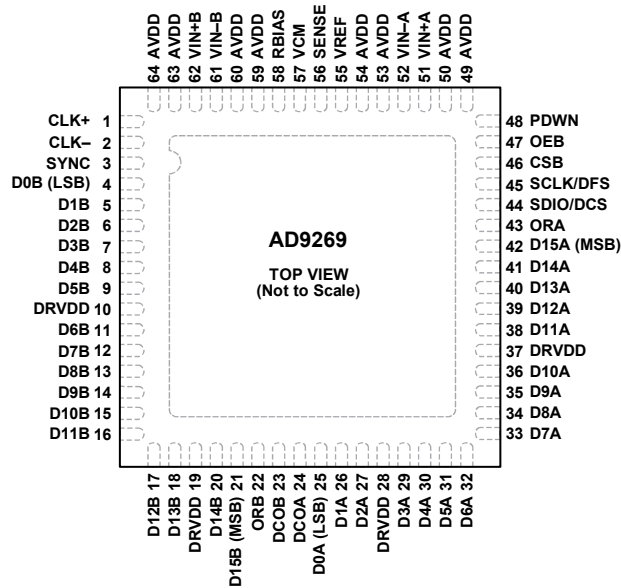 64 AVDD
63 AVDD
62 VIN+B
61 VIN–B
60 AVDD
59 AVDD
58 RBIAS
57 VCM
56 SENSE
55 VREF
54 AVDD
53 AVDD
52 VIN–A
51 VIN+A
50 AVDD
49 AVDD
CLK+ 1
CLK– 2
SYNC 3
D0B (LSB) 4
D1B 5
D2B 6
D3B 7
D4B 8
D5B 9
DRVDD 10
D6B 11
D7B 12
D8B 13
D9B 14
D10B 15
D11B 16
AD9269
TOP VIEW
(Not to Scale)
48 PDWN
47 OEB
46 CSB
45 SCLK/DFS
44 SDIO/DCS
43 ORA
42 D15A (MSB)
41 D14A
40 D13A
39 D12A
38 D11A
37 DRVDD
36 D10A
35 D9A
34 D8A
33 D7A
D12B 17
D13B 18
DRVDD 19
D14B 20
D15B (MSB) 21
ORB 22
DCOB 23
DCOA 24
D0A (LSB) 25
D1A 26
D2A 27
DRVDD 28
D3A 29
D4A 30
D5A 31
D6A 32